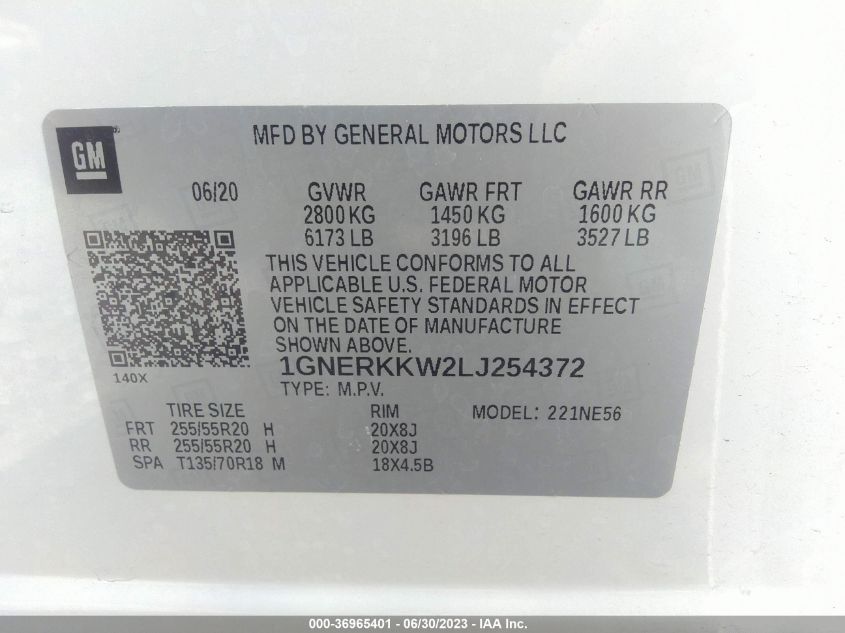 GM
MFD BY GENERAL MOTORS LLC
06/20 GVWR GAWR FRT GAWR RR
2800 KG 1450 KG 1600 KG
6173 LB 3196 LB 3527 LB
THIS VEHICLE CONFORMS TO ALL
APPLICABLE U.S. FEDERAL MOTOR
VEHICLE SAFETY STANDARDS IN EFFECT
ON THE DATE OF MANUFACTURE
SHOWN ABOVE.
1GNERKKW2LJ254372
140X
TYPE: M.P.V.
TIRE SIZE RIM MODEL: 221NE56
FRT 255/55R20 H 20X8J
RR 255/55R20 H 20X8J
SPA T135/70R18 M 18X4.5B
000-36965401 - 06/30/2023 - IAA Inc.